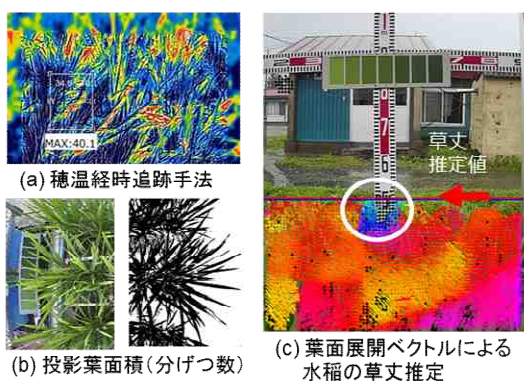 MAX:40.1
(a) 穂温経時追跡手法
(b) 投影葉面積(分げつ数)
7
6
草丈
推定値
(c) 葉面展開ベクトルによる
水稲の草丈推定